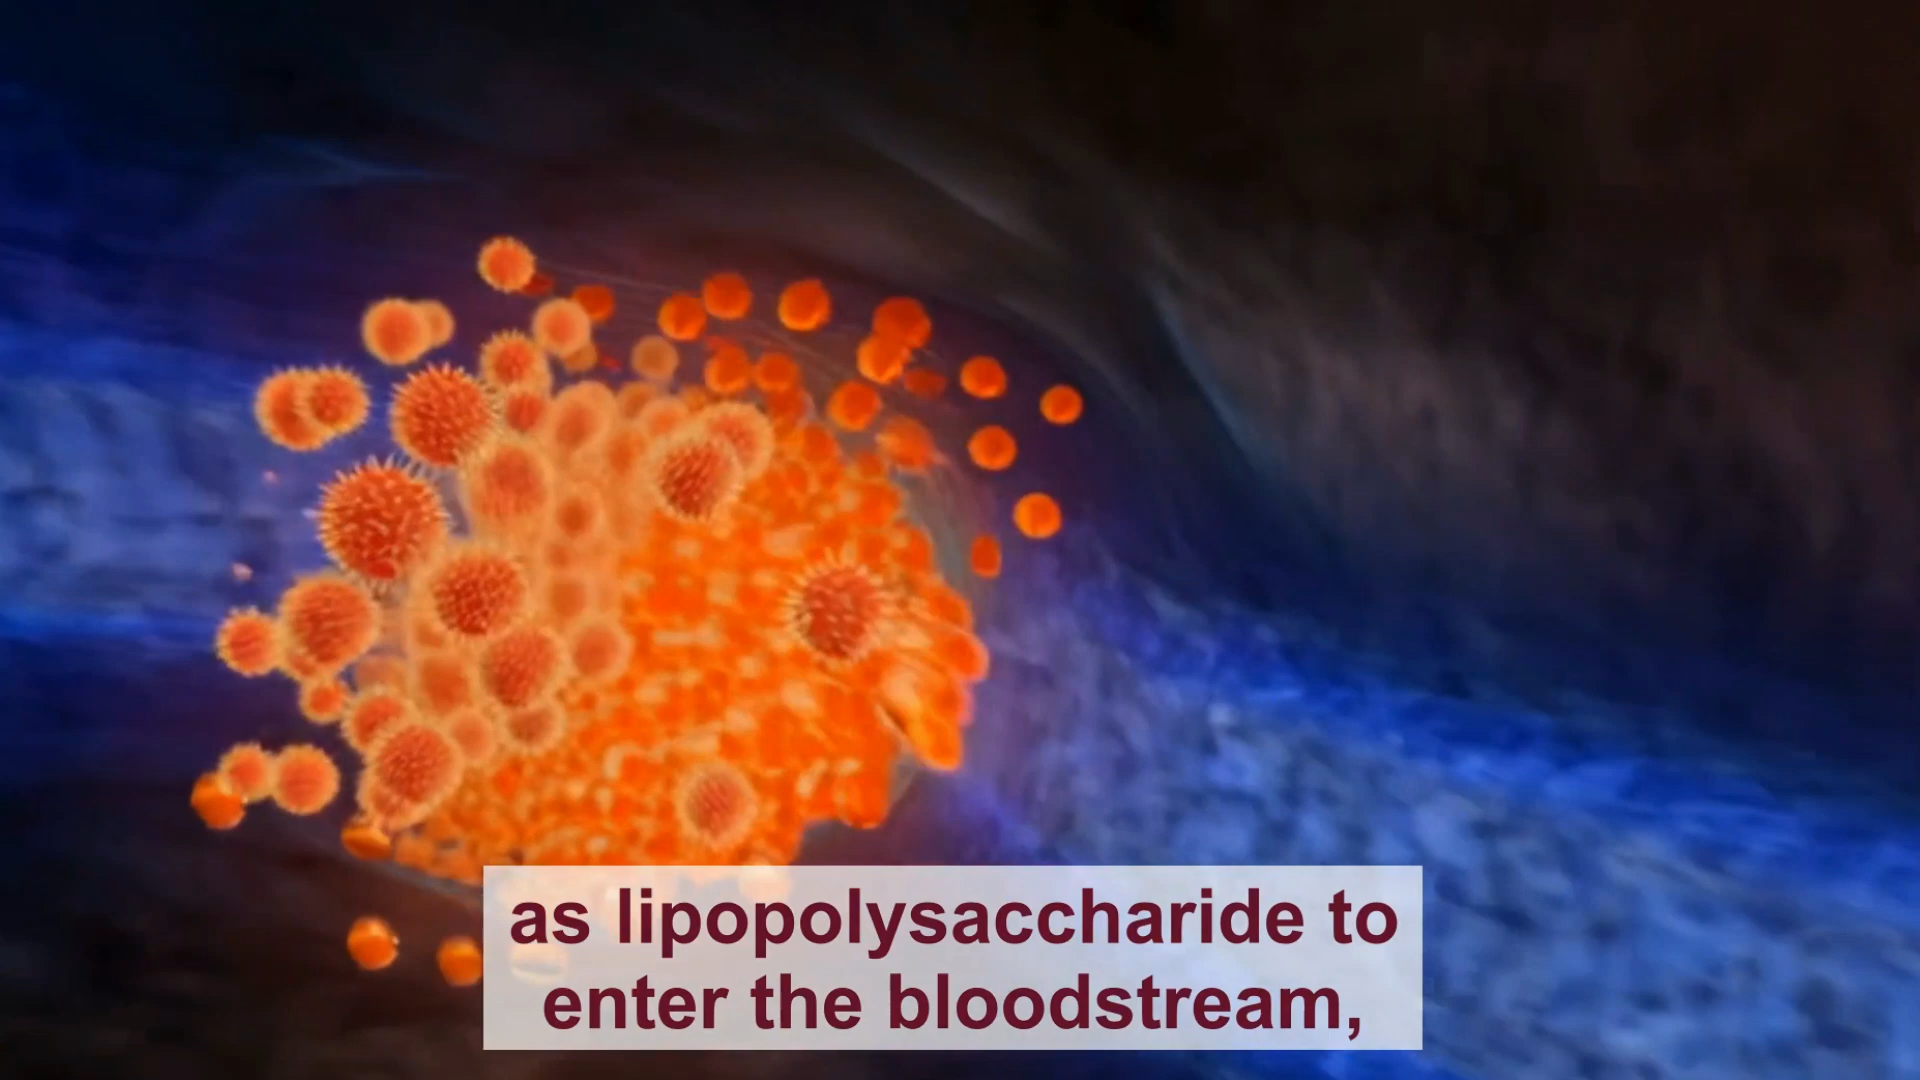 as lipopolysaccharide to
enter the bloodstream,